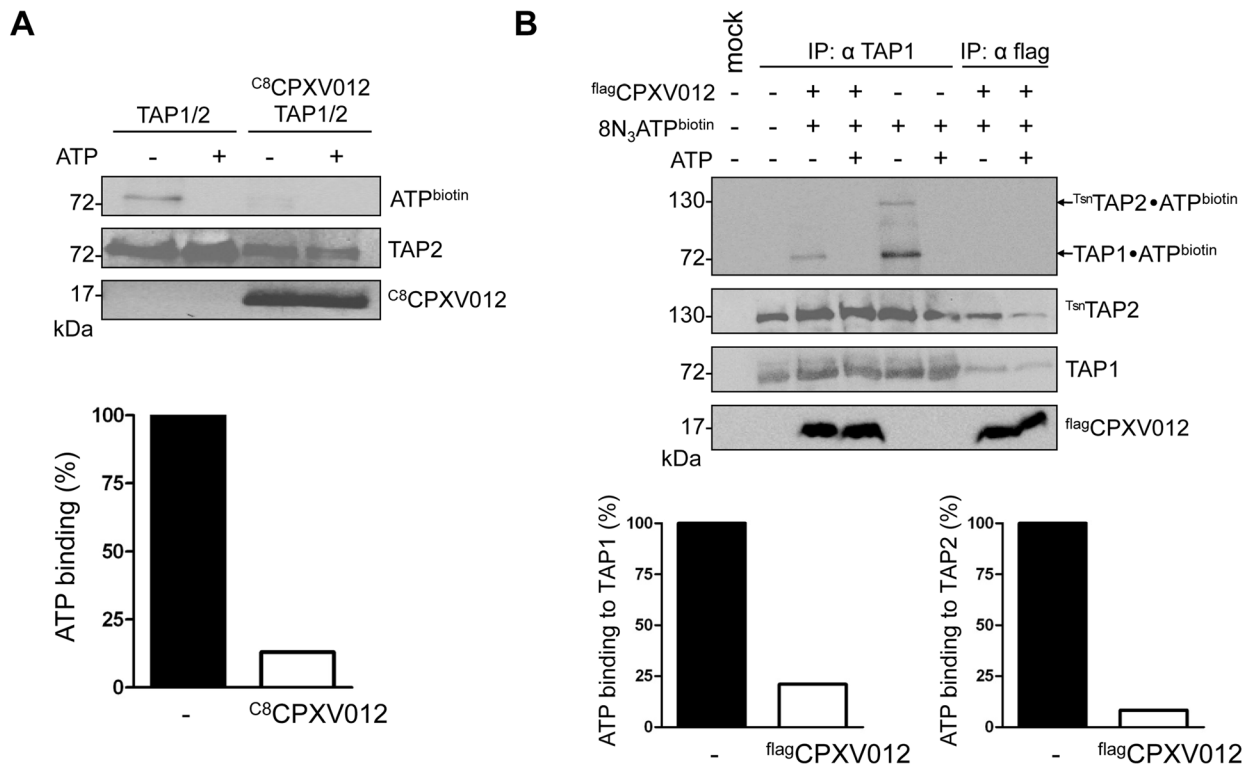 A
C8CPXV012
TAP1/2 TAP1/2
ATP - + - +
72 ATPbiotin
72 TAP2
17 C8CPXV012
kDa
100
75
50
25
0
ATP binding (%)
- C8CPXV012
B
mock
IP: α TAP1 IP: α flag
flagCPXV012 - - + + - - + +
8N3ATPbiotin - - + + + + + +
ATP - - - + - + - +
130 TsnTAP2•ATPbiotin
72 TAP1•ATPbiotin
130 TsnTAP2
72 TAP1
17 flagCPXV012
kDa
100
75
50
25
0
ATP binding to TAP1 (%)
- flagCPXV012
100
75
50
25
0
ATP binding to TAP2 (%)
- flagCPXV012